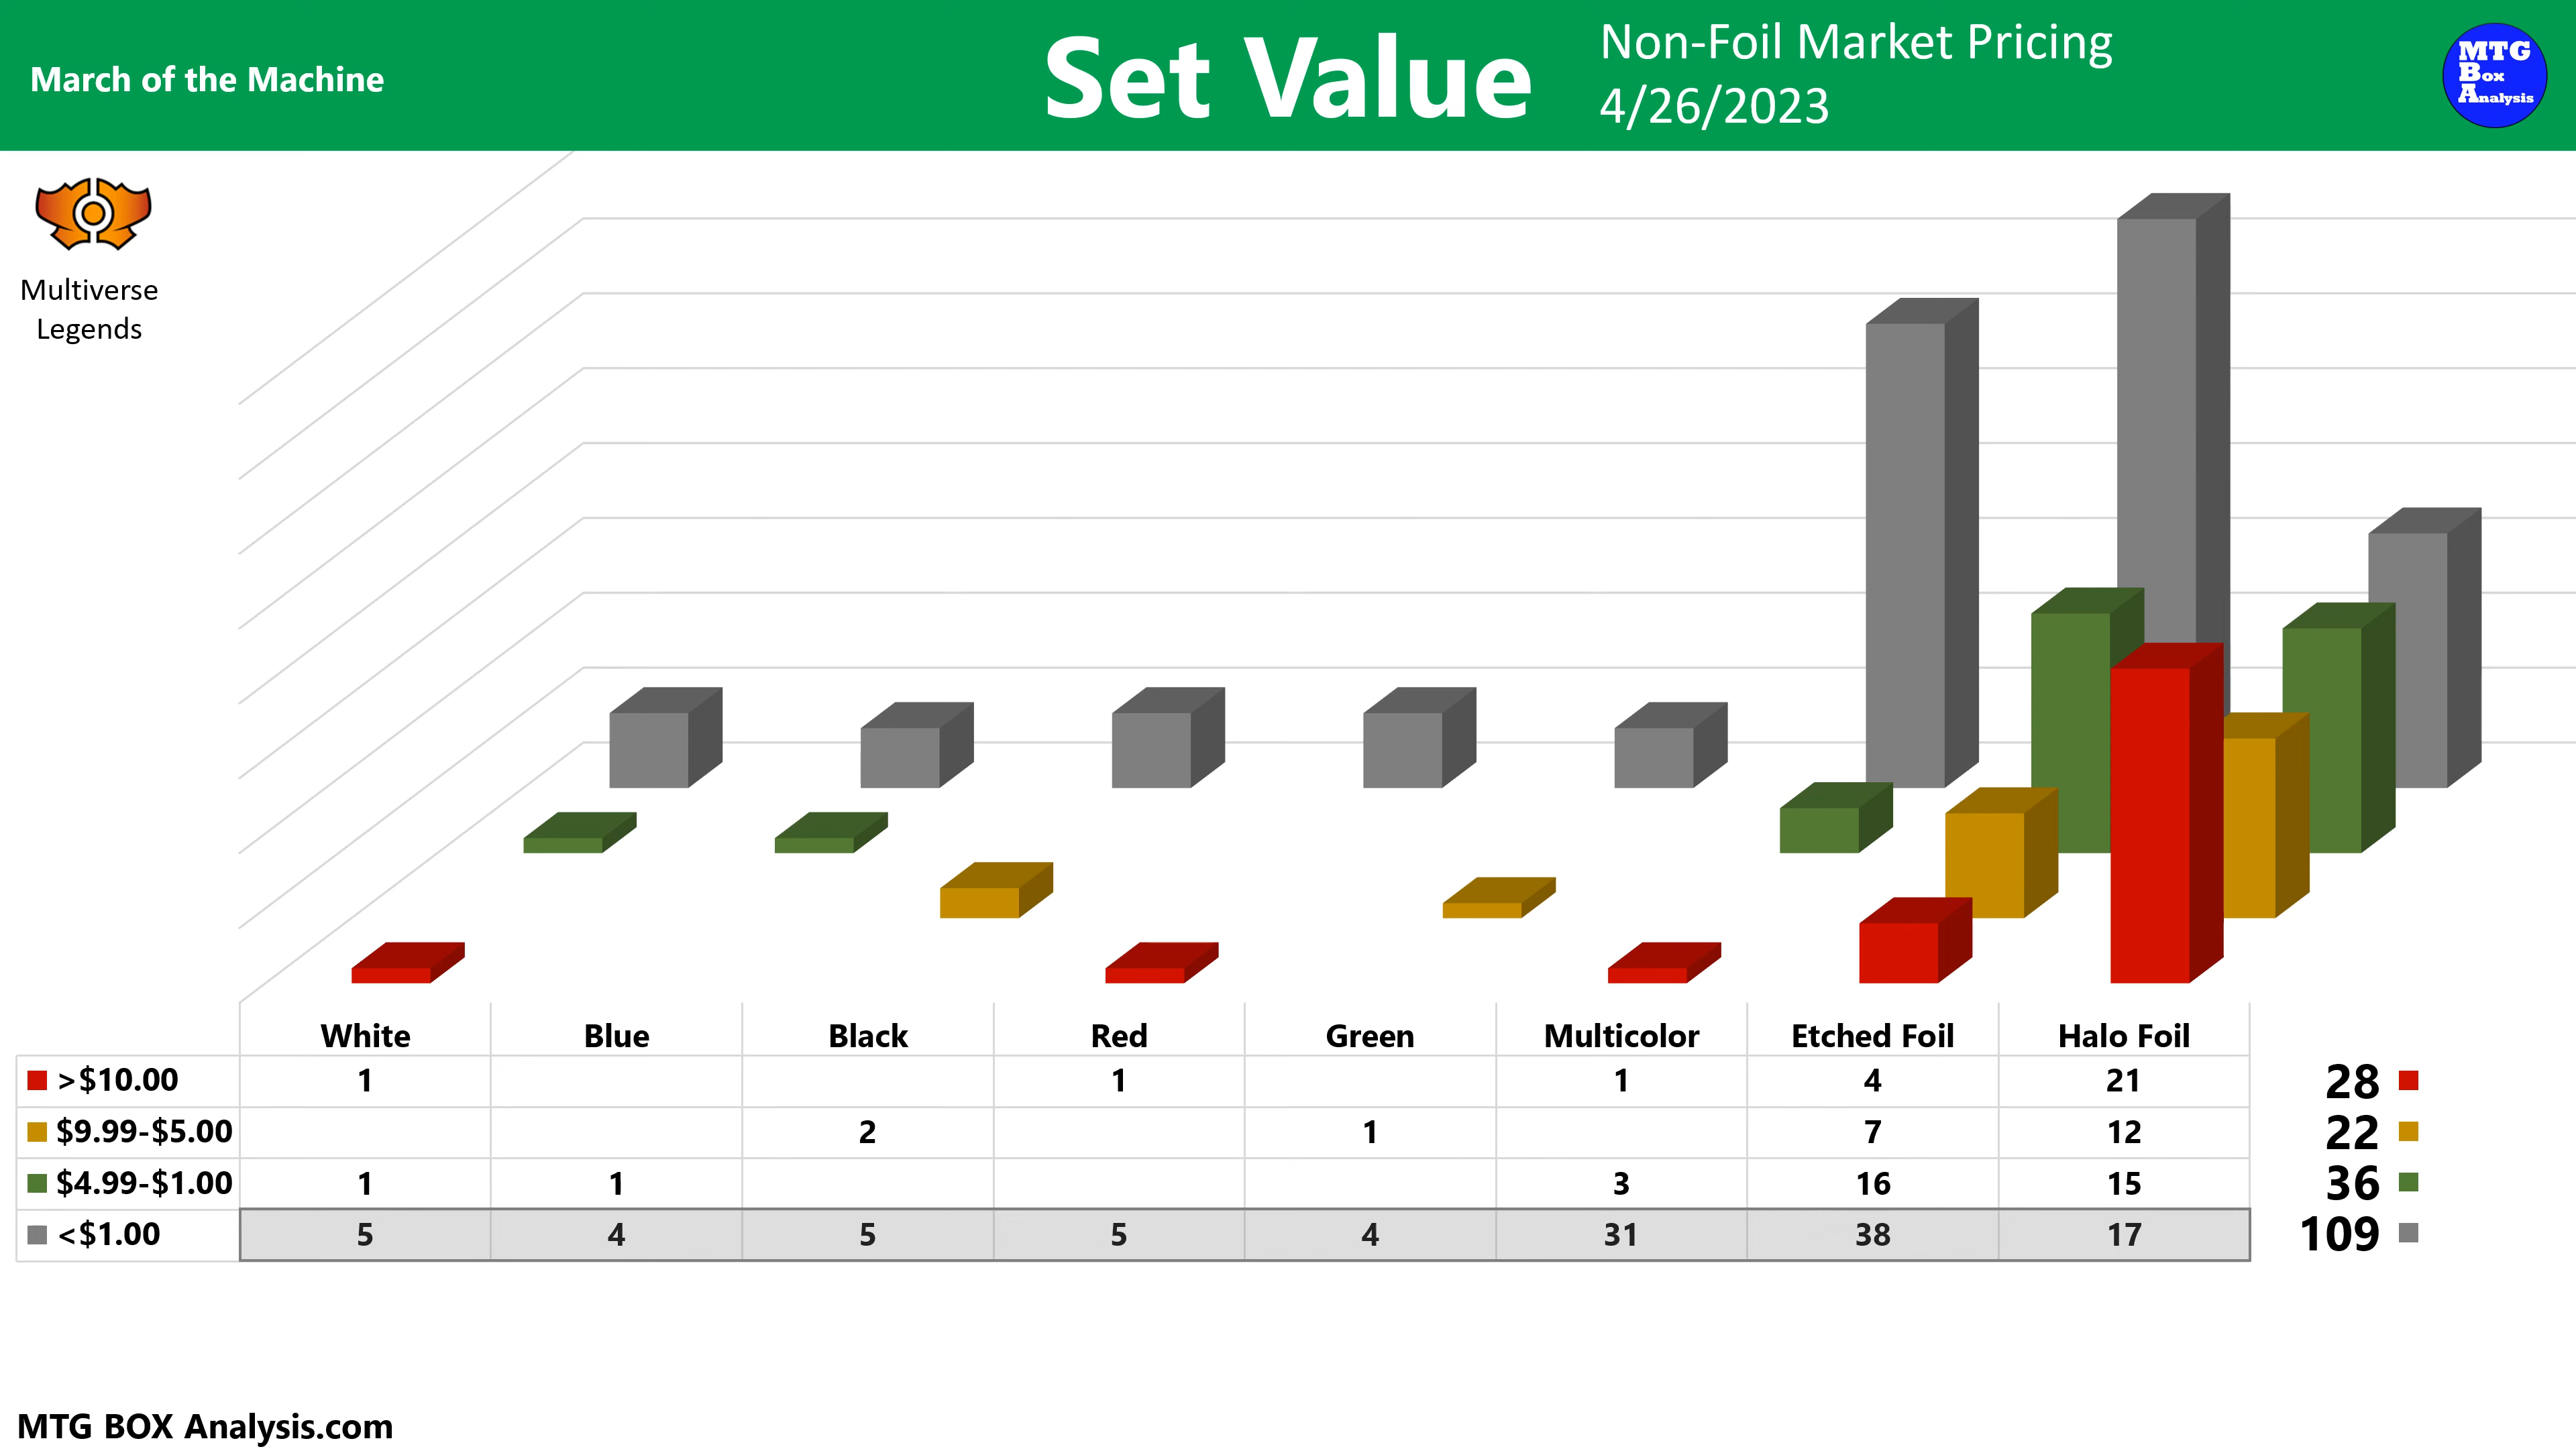 March of the Machine
Set Value
Non-Foil Market Pricing
4/26/2023
MTG
Box
Analysis
Multiverse
Legends
White Blue Black Red Green Multicolor Etched Foil Halo Foil
>$10.00 1 1 1 4 21 28
$9.99-$5.00 2 1 7 12 22
$4.99-$1.00 1 1 3 16 15 36
<$1.00 5 4 5 5 4 31 38 17 109
MTG BOX Analysis.com